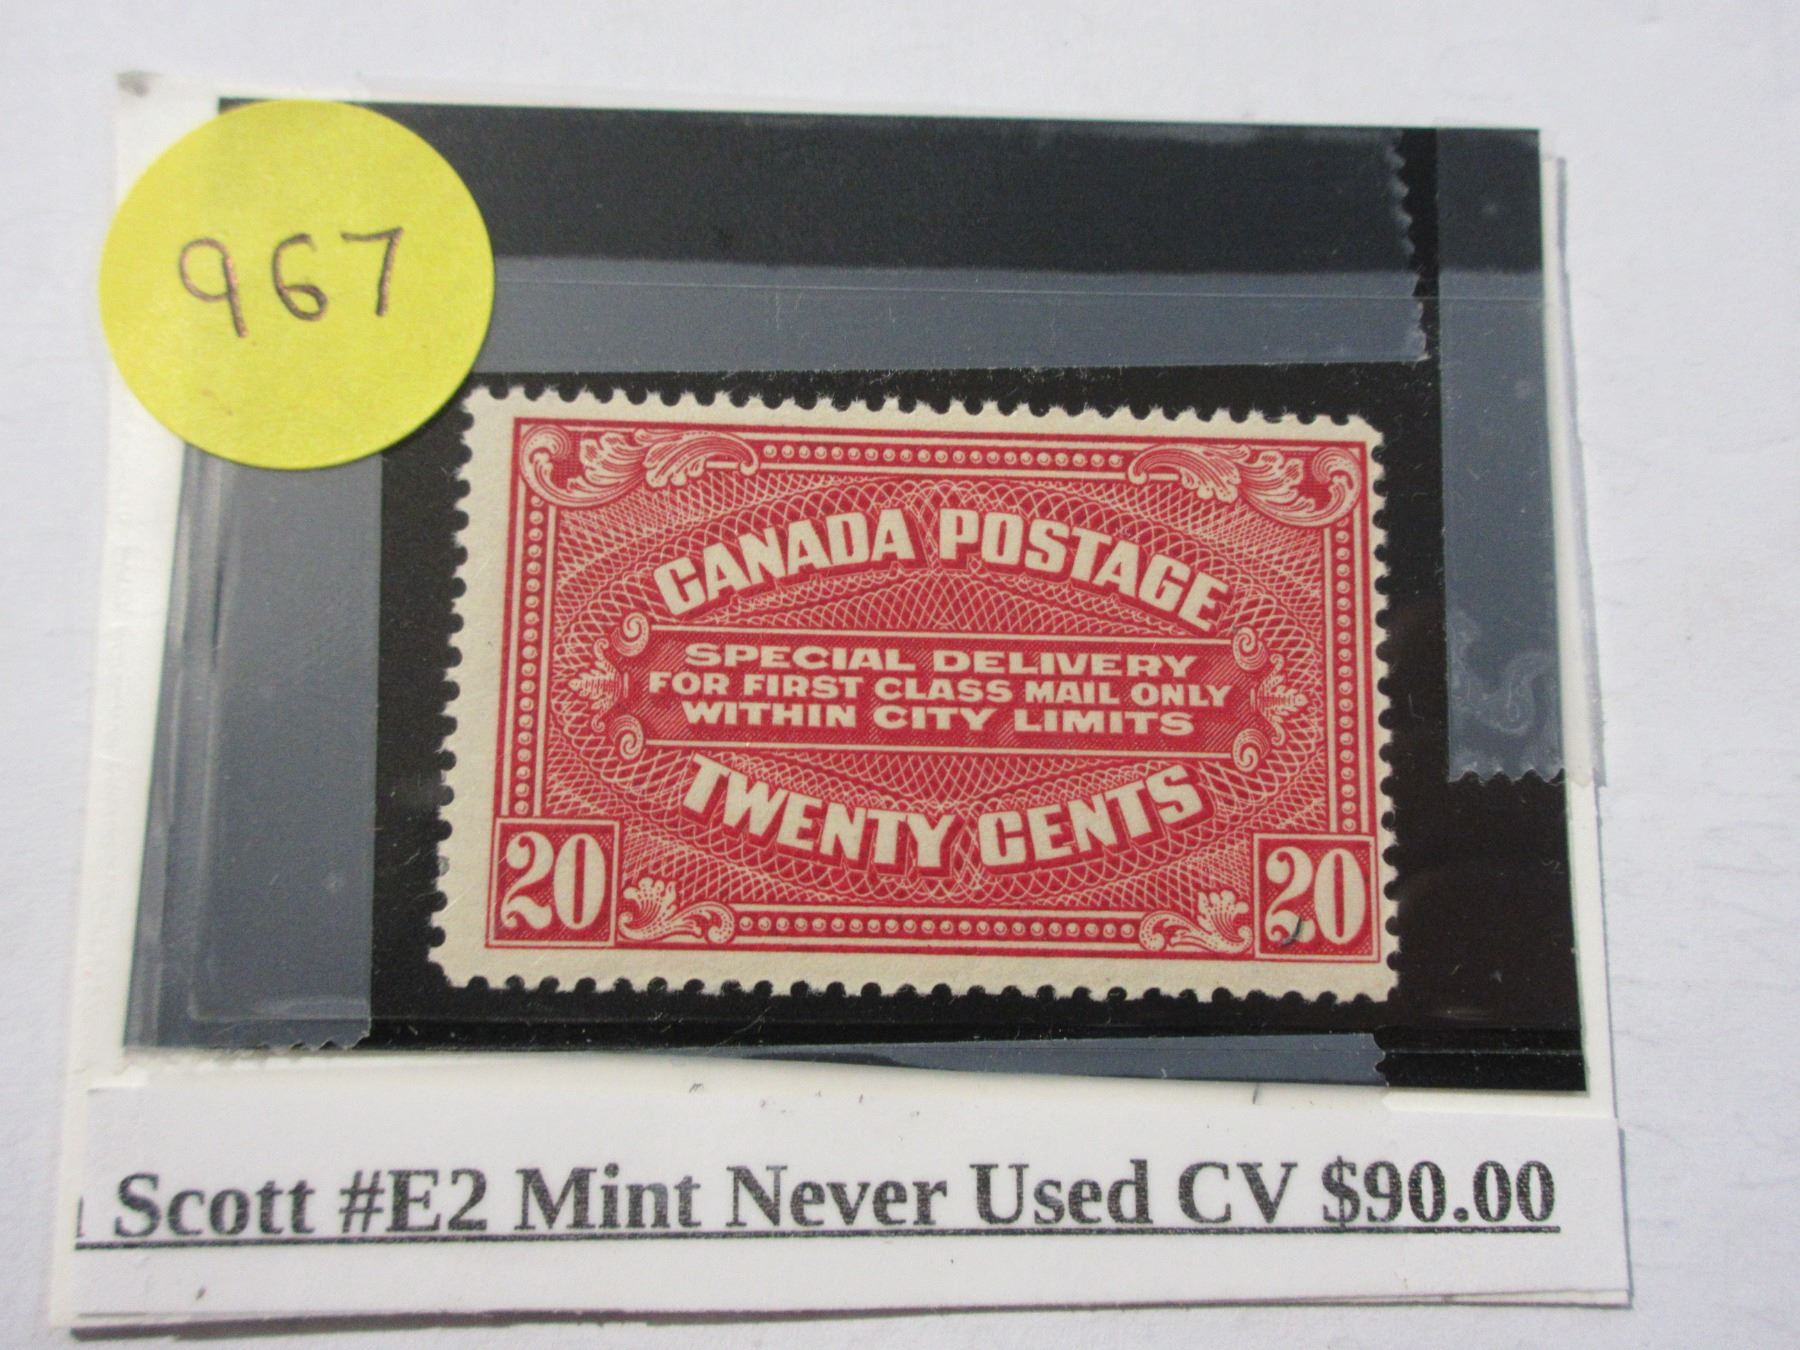 967
CANADA POSTAGE
SPECIAL DELIVERY
FOR FIRST CLASS MAIL ONLY
WITHIN CITY LIMITS
TWENTY CENTS
20 20
Scott #E2 Mint Never Used CV $90.00